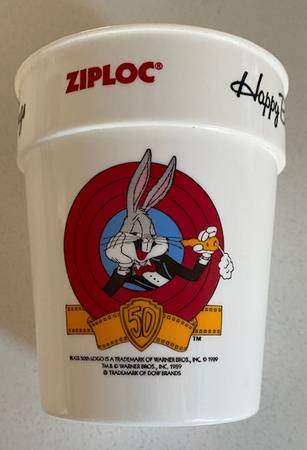 ZIPLOC®
Happy
50
TM
BUGS 50th LOGO IS A TRADEMARK OF WARNER BROS., INC. © 1989
TM & © WARNER BROS., INC. 1989
® TRADEMARK OF DOW BRANDS